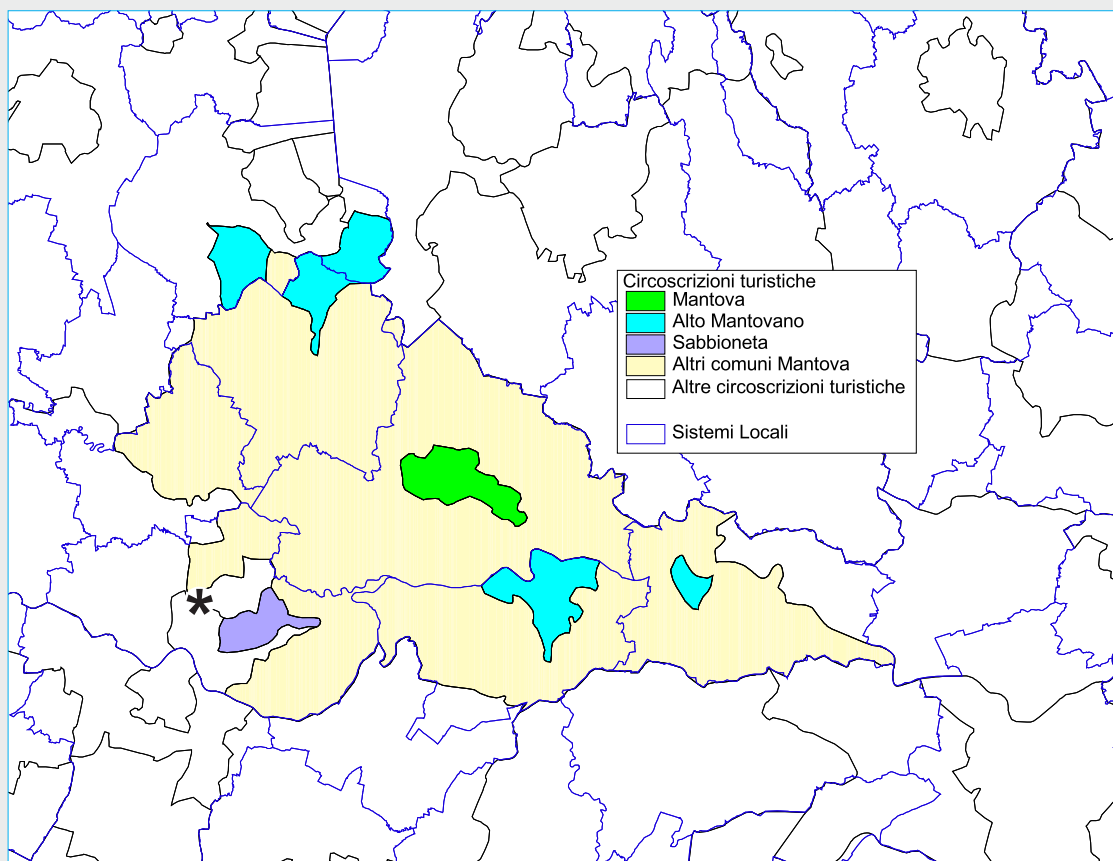 Circoscrizioni turistiche
Mantova
Alto Mantovano
Sabbioneta
Altri comuni Mantova
Altre circoscrizioni turistiche
Sistemi Locali
*